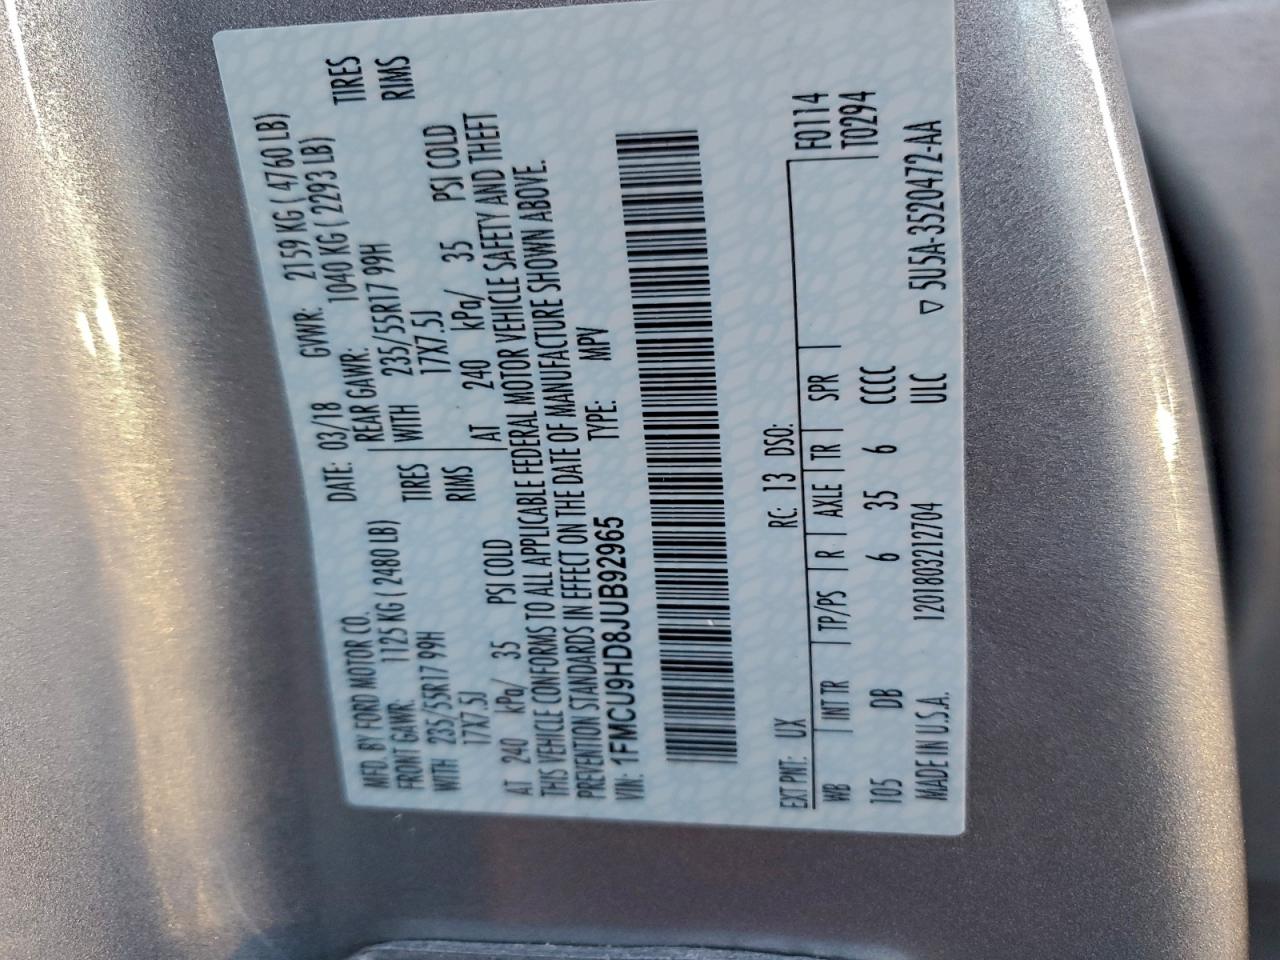 MFD. BY FORD MOTOR CO. DATE: 03/18 GVWR: 2159 KG ( 4760 LB)
FRONT GAWR: 1125 KG ( 2480 LB) REAR GAWR: 1040 KG ( 2293 LB)
WITH 235/55R17 99H TIRES WITH 235/55R17 99H TIRES
17X7.5J RIMS 17X7.5J RIMS
AT 240 kPa/ 35 PSI COLD AT 240 kPa/ 35 PSI COLD
THIS VEHICLE CONFORMS TO ALL APPLICABLE FEDERAL MOTOR VEHICLE SAFETY AND THEFT
PREVENTION STANDARDS IN EFFECT ON THE DATE OF MANUFACTURE SHOWN ABOVE.
VIN: 1FMCU9HD8JUB92965 TYPE: MPV
EXT PNT: UX RC: 13 DSO:
WB INT TR TP/PS R AXLE TR SPR F0114
105 DB 6 35 6 CCCC T0294
MADE IN U.S.A. 1201803212704 ULC ▽ 5U5A-3520472-AA